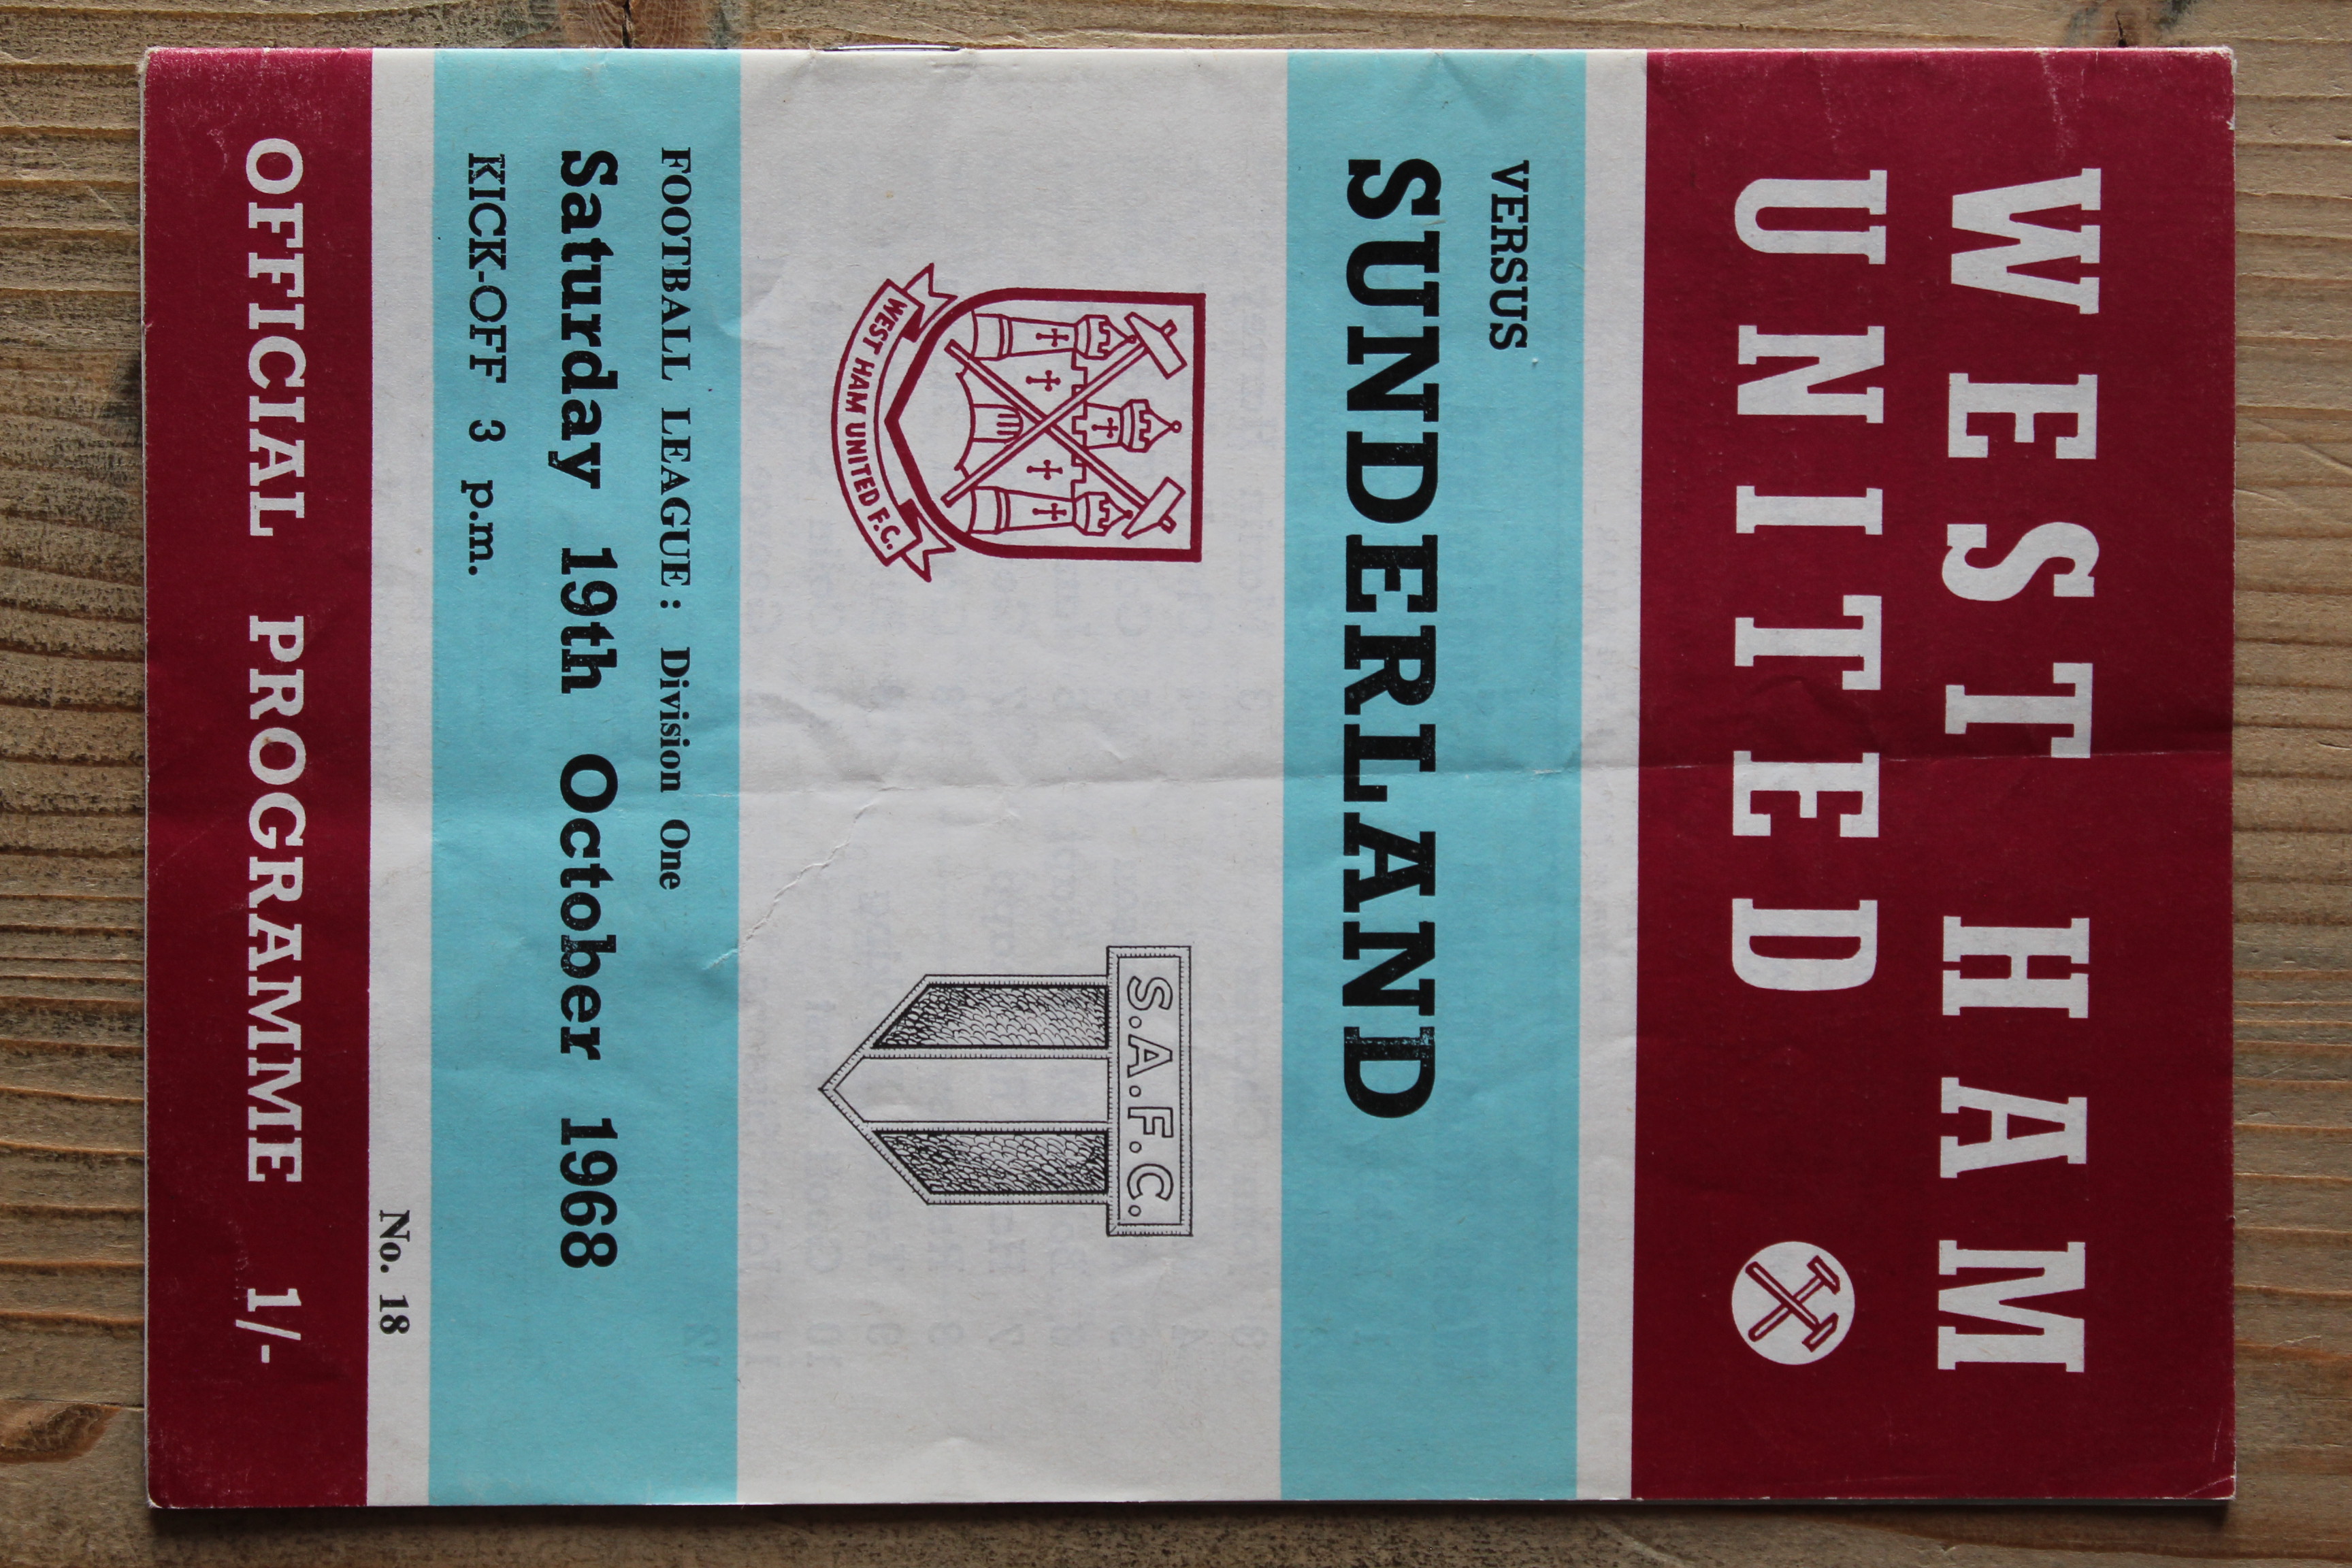 WEST HAM
UNITED
VERSUS
SUNDERLAND
WEST HAM UNITED F.C.
S.A.F.C.
FOOTBALL LEAGUE: Division One
Saturday 19th October 1968
KICK-OFF 3 p.m.
No. 18
OFFICIAL PROGRAMME 1/-